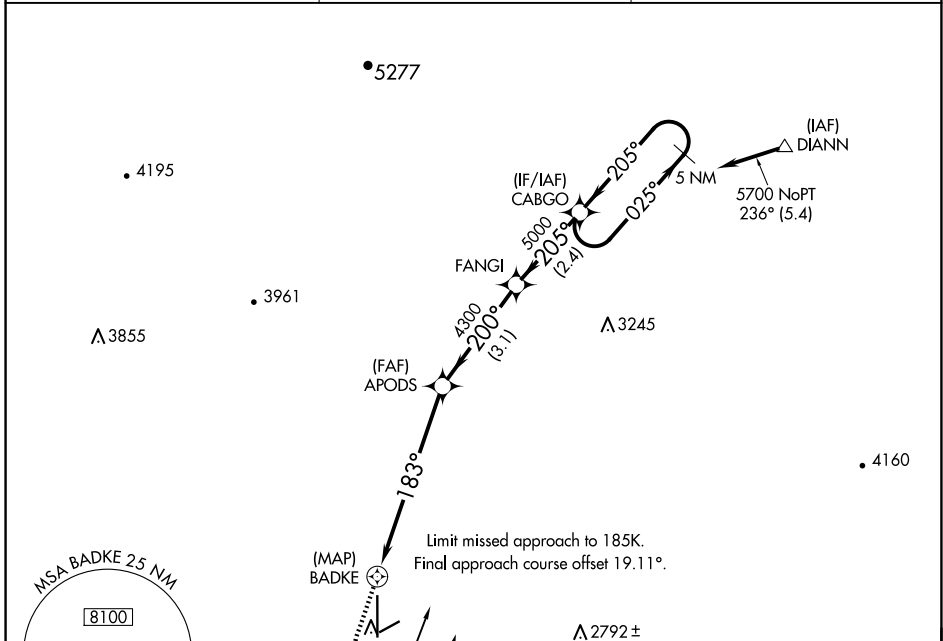 5277
4195
(IAF)
DIANN
5 NM
5700 NoPT
236° (5.4)
205°
025°
(IF/IAF)
CABGO
5000
205°
(2.4)
FANGI
3961
3855
3245
4300
200°
(3.1)
(FAF)
APODS
4160
183°
Limit missed approach to 185K.
Final approach course offset 19.11°.
(MAP)
BADKE
MSA BADKE 25 NM
8100
2792±